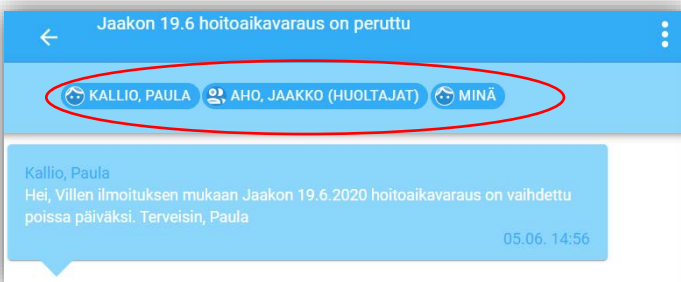 Jaakon 19.6 hoitoaikavaraus on peruttu
KALLIO, PAULA AHO, JAAKKO (HUOLTAJAT) MINÄ
Kallio, Paula
Hei, Villen ilmoituksen mukaan Jaakon 19.6.2020 hoitoaikavaraus on vaihdettu
poissa päiväksi. Terveisin, Paula
05.06. 14:56